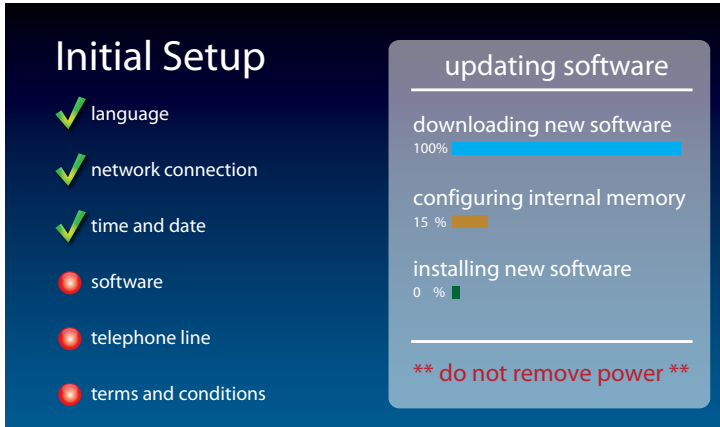 Initial Setup
language
network connection
time and date
software
telephone line
terms and conditions
updating software
downloading new software
100%
configuring internal memory
15 %
installing new software
0 %
** do not remove power **